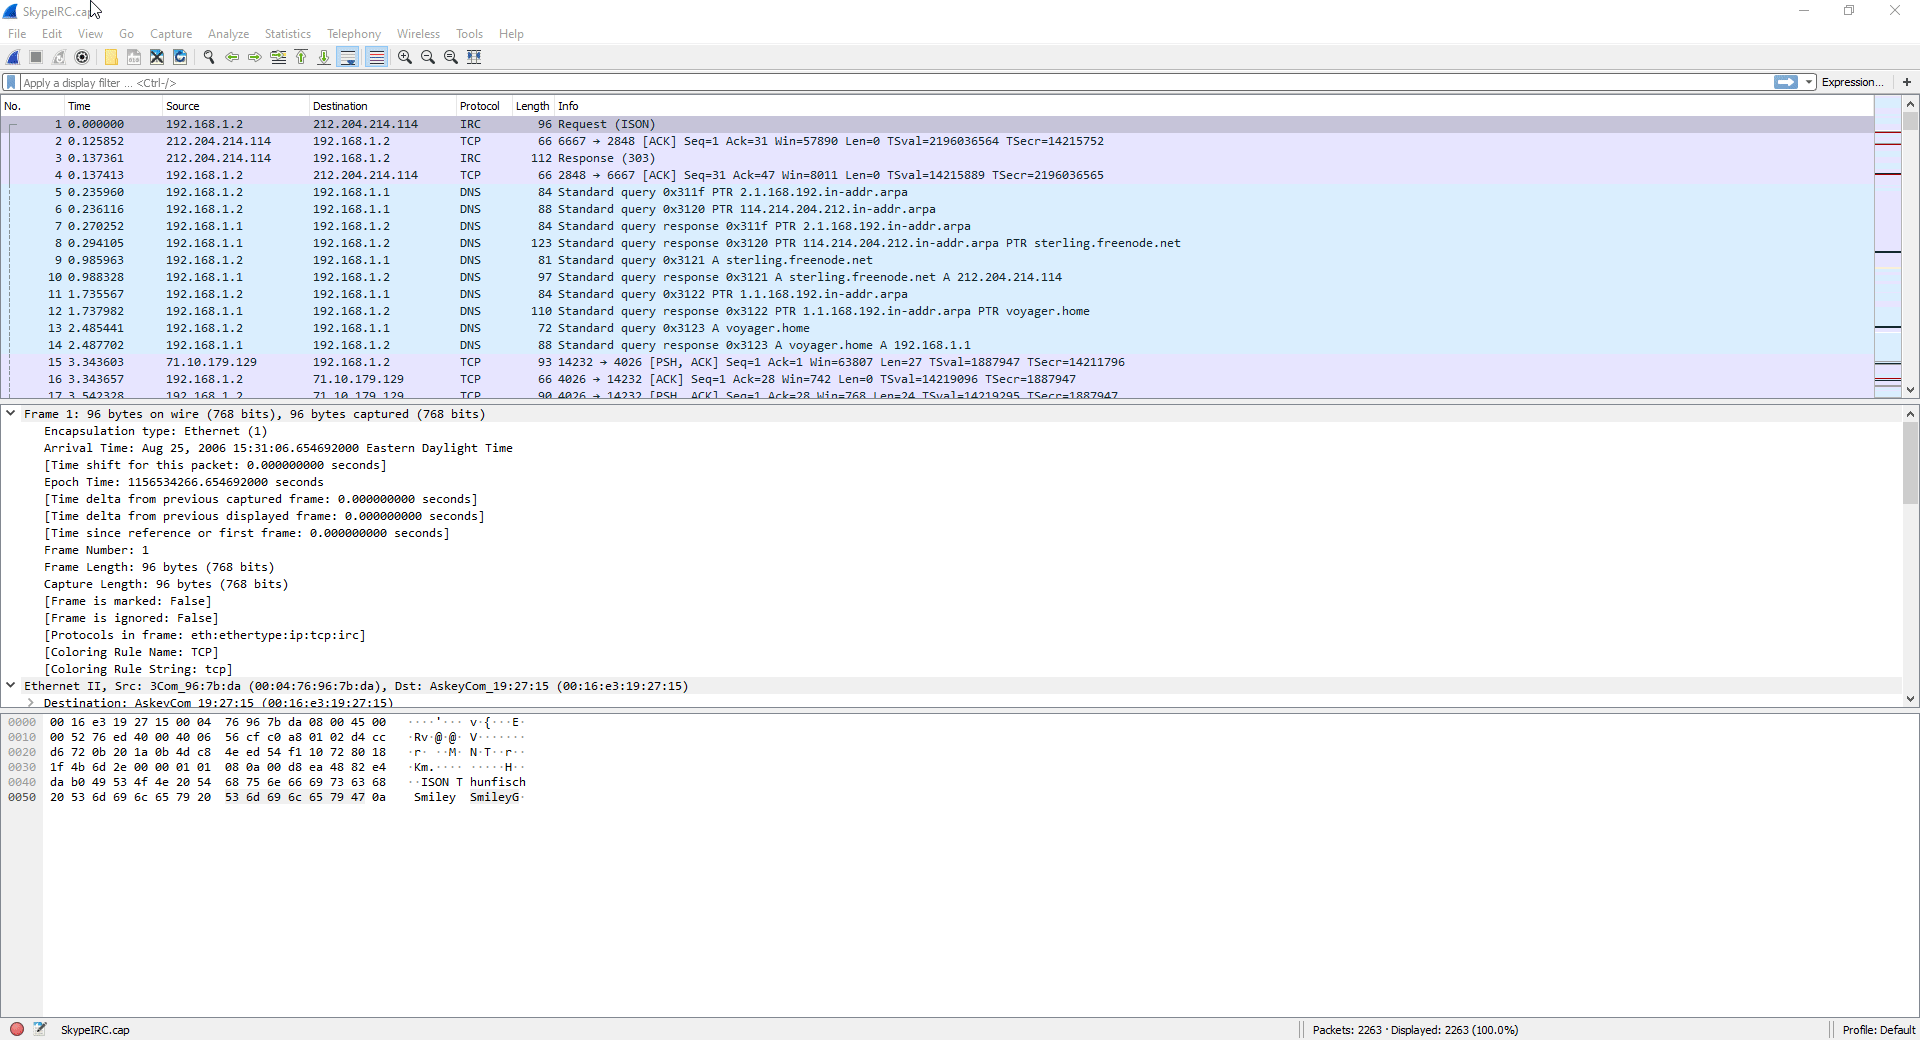 SkypeIRC.cap
File Edit View Go Capture Analyze Statistics Telephony Wireless Tools Help
Apply a display filter ... <Ctrl-/> Expression... +
No. Time Source Destination Protocol Length Info
1 0.000000 192.168.1.2 212.204.214.114 IRC 96 Request (ISON)
2 0.125852 212.204.214.114 192.168.1.2 TCP 66 6667 → 2848 [ACK] Seq=1 Ack=31 Win=57890 Len=0 TSval=2196036564 TSecr=14215752
3 0.137361 212.204.214.114 192.168.1.2 IRC 112 Response (303)
4 0.137413 192.168.1.2 212.204.214.114 TCP 66 2848 → 6667 [ACK] Seq=31 Ack=47 Win=8011 Len=0 TSval=14215889 TSecr=2196036565
5 0.235960 192.168.1.2 192.168.1.1 DNS 84 Standard query 0x311f PTR 2.1.168.192.in-addr.arpa
6 0.236116 192.168.1.2 192.168.1.1 DNS 88 Standard query 0x3120 PTR 114.214.204.212.in-addr.arpa
7 0.270252 192.168.1.1 192.168.1.2 DNS 84 Standard query response 0x311f PTR 2.1.168.192.in-addr.arpa
8 0.294105 192.168.1.1 192.168.1.2 DNS 123 Standard query response 0x3120 PTR 114.214.204.212.in-addr.arpa PTR sterling.freenode.net
9 0.985963 192.168.1.2 192.168.1.1 DNS 81 Standard query 0x3121 A sterling.freenode.net
10 0.988328 192.168.1.1 192.168.1.2 DNS 97 Standard query response 0x3121 A sterling.freenode.net A 212.204.214.114
11 1.735567 192.168.1.2 192.168.1.1 DNS 84 Standard query 0x3122 PTR 1.1.168.192.in-addr.arpa
12 1.737982 192.168.1.1 192.168.1.2 DNS 110 Standard query response 0x3122 PTR 1.1.168.192.in-addr.arpa PTR voyager.home
13 2.485441 192.168.1.2 192.168.1.1 DNS 72 Standard query 0x3123 A voyager.home
14 2.487702 192.168.1.1 192.168.1.2 DNS 88 Standard query response 0x3123 A voyager.home A 192.168.1.1
15 3.343603 71.10.179.129 192.168.1.2 TCP 93 14232 → 4026 [PSH, ACK] Seq=1 Ack=1 Win=63807 Len=27 TSval=1887947 TSecr=14211796
16 3.343657 192.168.1.2 71.10.179.129 TCP 66 4026 → 14232 [ACK] Seq=1 Ack=28 Win=742 Len=0 TSval=14219096 TSecr=1887947
17 3.542328 192.168.1.2 71.10.179.129 TCP 90 4026 → 14232 [PSH, ACK] Seq=1 Ack=28 Win=768 Len=24 TSval=14219295 TSecr=1887947
Frame 1: 96 bytes on wire (768 bits), 96 bytes captured (768 bits)
Encapsulation type: Ethernet (1)
Arrival Time: Aug 25, 2006 15:31:06.654692000 Eastern Daylight Time
[Time shift for this packet: 0.000000000 seconds]
Epoch Time: 1156534266.654692000 seconds
[Time delta from previous captured frame: 0.000000000 seconds]
[Time delta from previous displayed frame: 0.000000000 seconds]
[Time since reference or first frame: 0.000000000 seconds]
Frame Number: 1
Frame Length: 96 bytes (768 bits)
Capture Length: 96 bytes (768 bits)
[Frame is marked: False]
[Frame is ignored: False]
[Protocols in frame: eth:ethertype:ip:tcp:irc]
[Coloring Rule Name: TCP]
[Coloring Rule String: tcp]
Ethernet II, Src: 3Com_96:7b:da (00:04:76:96:7b:da), Dst: AskeyCom_19:27:15 (00:16:e3:19:27:15)
Destination: AskeyCom_19:27:15 (00:16:e3:19:27:15)
0000 00 16 e3 19 27 15 00 04 76 96 7b da 08 00 45 00 ····'··· v·{···E·
0010 00 52 76 ed 40 00 40 06 56 cf c0 a8 01 02 d4 cc ·Rv·@·@· V·······
0020 d6 72 0b 20 1a 0b 4d c8 4e ed 54 f1 10 72 80 18 ·r· ··M· N·T··r··
0030 1f 4b 6d 2e 00 00 01 01 08 0a 00 d8 ea 48 82 e4 ·Km.···· ·····H··
0040 da b0 49 53 4f 4e 20 54 68 75 6e 66 69 73 63 68 ··ISON T hunfisch
0050 20 53 6d 69 6c 65 79 20 53 6d 69 6c 65 79 47 0a Smiley SmileyG·
SkypeIRC.cap Packets: 2263 · Displayed: 2263 (100.0%) Profile: Default